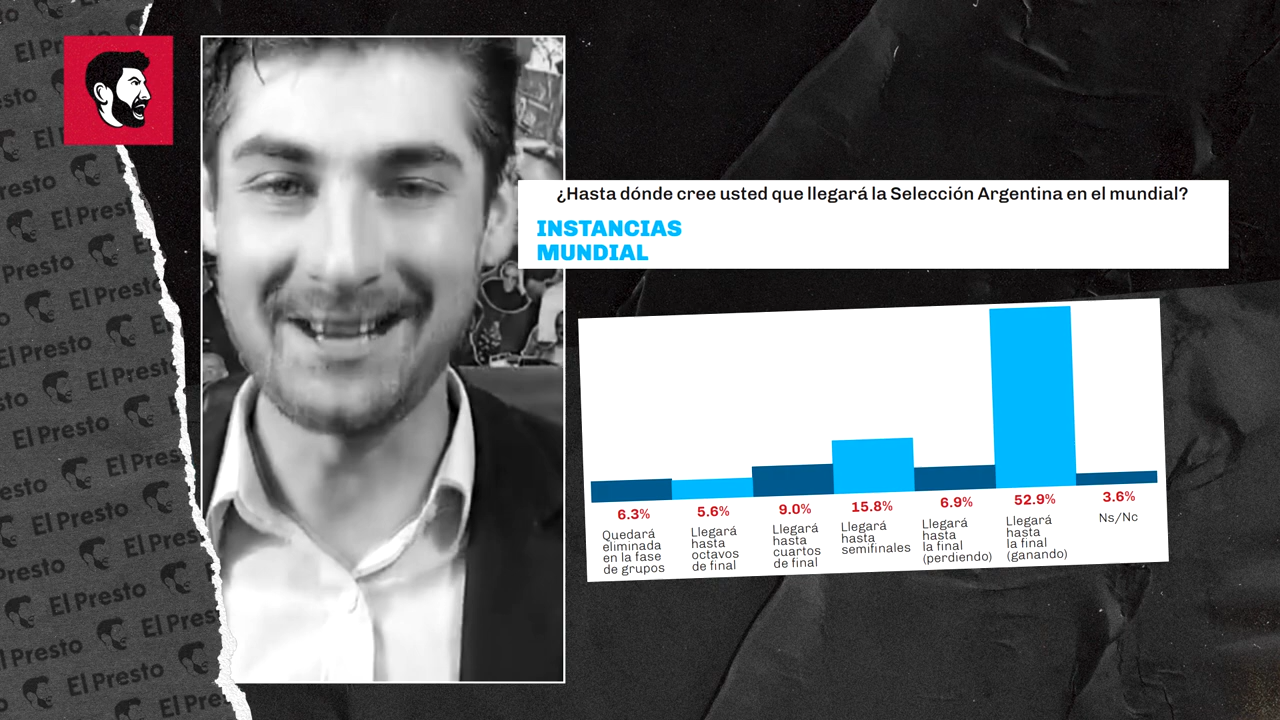 El Presto
¿Hasta dónde cree usted que llegará la Selección Argentina en el mundial?
INSTANCIAS
MUNDIAL
6.3%
Quedará
eliminada
en la fase
de grupos
5.6%
Llegará
hasta
octavos
de final
9.0%
Llegará
hasta
cuartos
de final
15.8%
Llegará
hasta
semifinales
6.9%
Llegará
hasta
la final
(perdiendo)
52.9%
Llegará
hasta
la final
(ganando)
3.6%
Ns/Nc